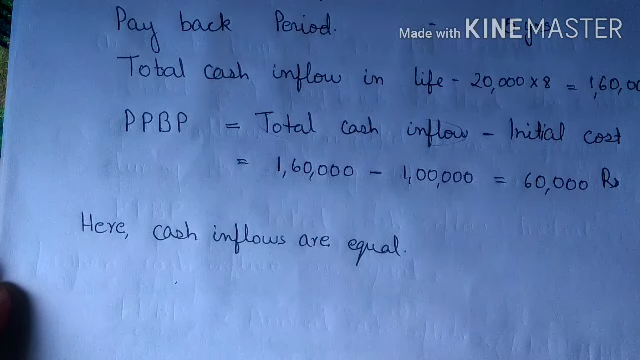 Pay back Period. -
Made with KINEMASTER
Total cash inflow in life - 20,000 x 8 = 1,60,00
PPBP = Total cash inflow - Initial cost
= 1,60,000 - 1,00,000 = 60,000 Rs
Here, cash inflows are equal.